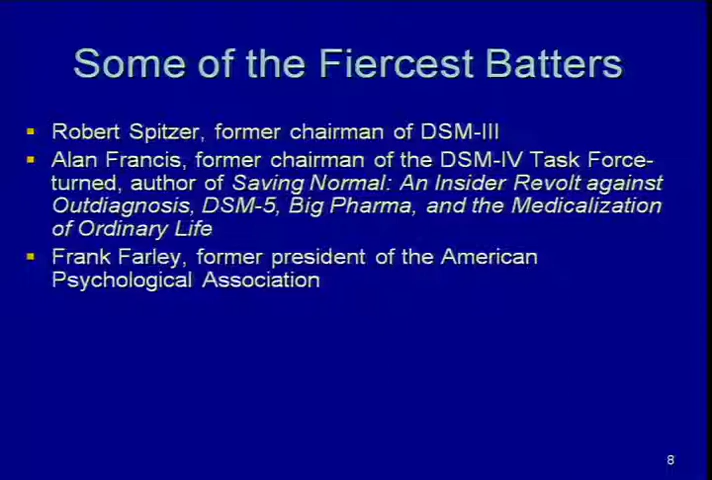 Some of the Fiercest Batters
Robert Spitzer, former chairman of DSM-III
Alan Francis, former chairman of the DSM-IV Task Force-
turned, author of Saving Normal: An Insider Revolt against
Outdiagnosis, DSM-5, Big Pharma, and the Medicalization
of Ordinary Life
Frank Farley, former president of the American
Psychological Association
8